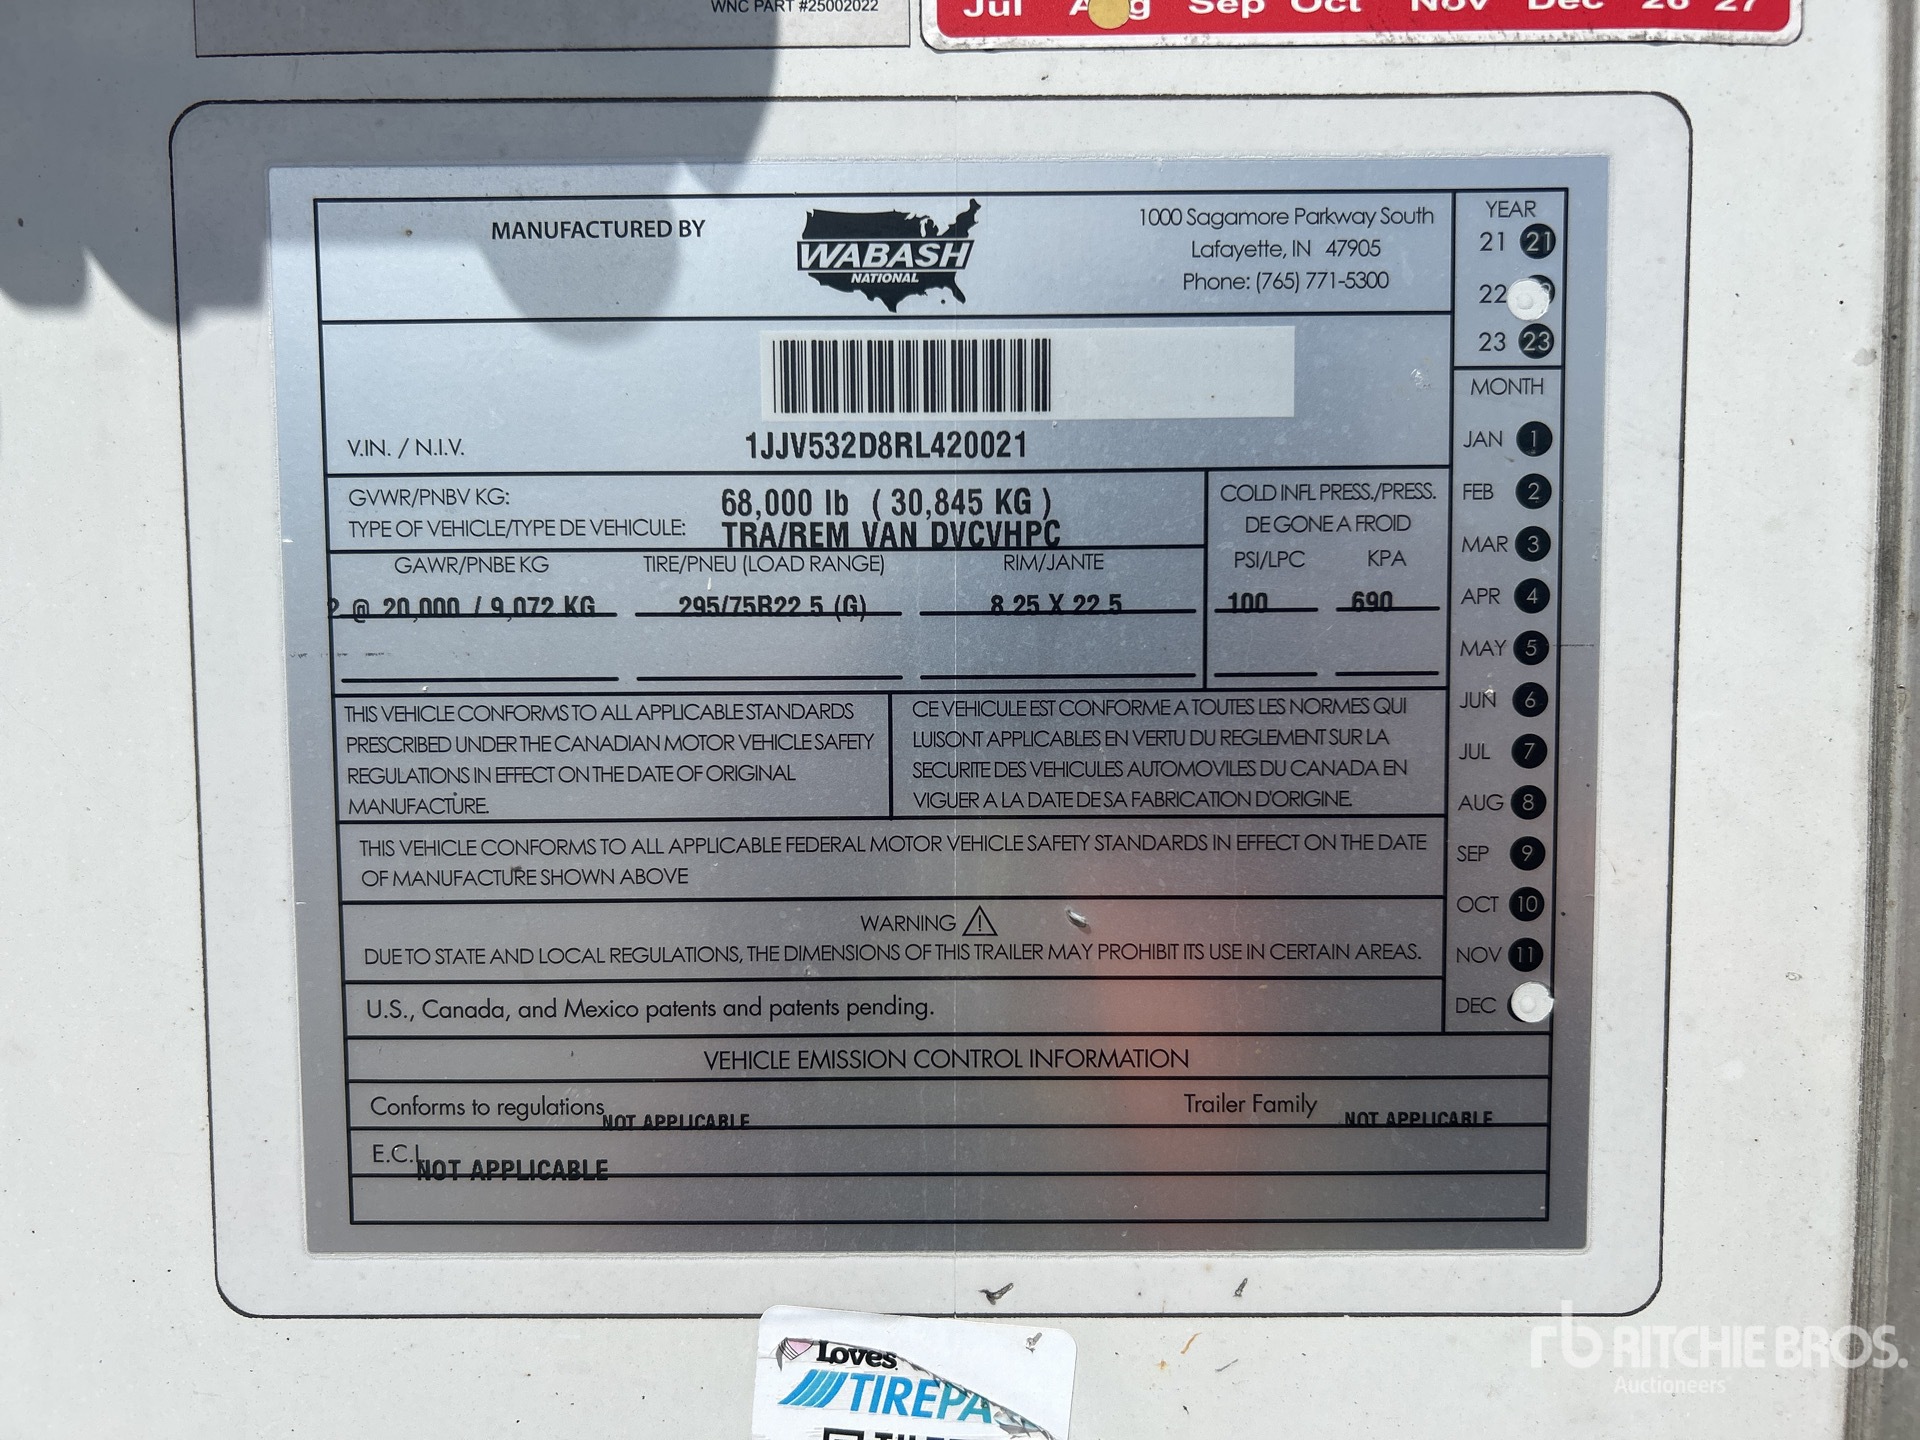 WNC PART #25002022
Jul Aug Sep Oct Nov Dec 26 27
MANUFACTURED BY
WABASH
NATIONAL
1000 Sagamore Parkway South
Lafayette, IN 47905
Phone: (765) 771-5300
YEAR
21 21
22
23 23
V.IN. / N.I.V.
1JJV532D8RL420021
GVWR/PNBV KG:
68,000 lb ( 30,845 KG )
TYPE OF VEHICLE/TYPE DE VEHICULE:
TRA/REM VAN DVCVHPC
COLD INFL PRESS./PRESS.
DE GONE A FROID
GAWR/PNBE KG
TIRE/PNEU (LOAD RANGE)
RIM/JANTE
PSI/LPC
KPA
2 @ 20,000 / 9,072 KG
295/75R22.5 (G)
8.25 X 22.5
100
690
THIS VEHICLE CONFORMS TO ALL APPLICABLE STANDARDS
PRESCRIBED UNDER THE CANADIAN MOTOR VEHICLE SAFETY
REGULATIONS IN EFFECT ON THE DATE OF ORIGINAL
MANUFACTURE.
CE VEHICULE EST CONFORME A TOUTES LES NORMES QUI
LUISONT APPLICABLES EN VERTU DU REGLEMENT SUR LA
SECURITE DES VEHICULES AUTOMOVILES DU CANADA EN
VIGUER A LA DATE DE SA FABRICATION D'ORIGINE.
THIS VEHICLE CONFORMS TO ALL APPLICABLE FEDERAL MOTOR VEHICLE SAFETY STANDARDS IN EFFECT ON THE DATE
OF MANUFACTURE SHOWN ABOVE
WARNING
DUE TO STATE AND LOCAL REGULATIONS, THE DIMENSIONS OF THIS TRAILER MAY PROHIBIT ITS USE IN CERTAIN AREAS.
U.S., Canada, and Mexico patents and patents pending.
MONTH
JAN 1
FEB 2
MAR 3
APR 4
MAY 5
JUN 6
JUL 7
AUG 8
SEP 9
OCT 10
NOV 11
DEC
VEHICLE EMISSION CONTROL INFORMATION
Conforms to regulations NOT APPLICABLE
Trailer Family NOT APPLICABLE
E.C.I. NOT APPLICABLE
Loves
TIREPA
rb RITCHIE BROS.
Auctioneers